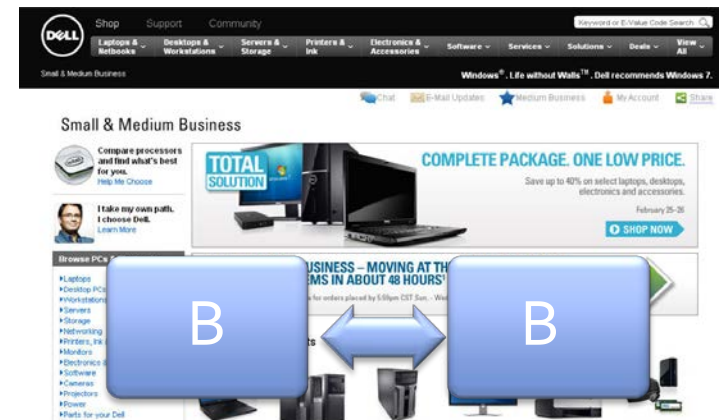 DELL
Shop Support Community
Keyword or E-Value Code Search
Laptops & Netbooks Desktops & Workstations Servers & Storage Printers & Ink Electronics & Accessories Software Services Solutions Deals View All
Small & Medium Business
Windows®. Life without Walls™. Dell recommends Windows 7.
Chat E-Mail Updates Medium Business My Account Share
Small & Medium Business
Compare processors
and find what's best
for you.
Help Me Choose
I take my own path.
I choose Dell.
Learn More
TOTAL
SOLUTION
COMPLETE PACKAGE. ONE LOW PRICE.
Save up to 40% on select laptops, desktops,
electronics and accessories.
February 25-26
SHOP NOW
Browse PCs
USINESS – MOVING AT TH
EMS IN ABOUT 48 HOURS¹
for orders placed by 5:59pm CST Sun. -
Laptops
Desktop PCs
Workstations
Servers
Storage
Networking
Printers, Ink
Monitors
Electronics
Software
Cameras
Projectors
Power
Parts for your Dell
B
B